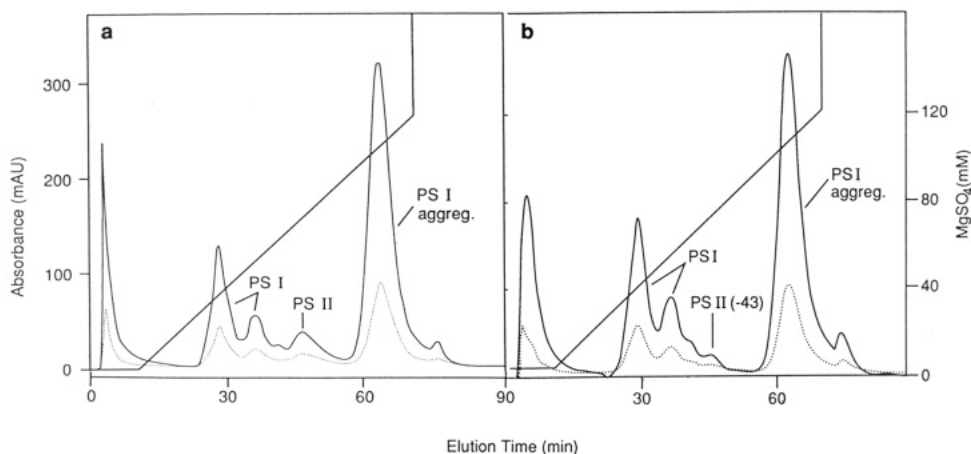 a
b
300
200
100
0
Absorbance (mAU)
PS I
PS II
PS I
aggreg.
PS I
PS II (-43)
PS I
aggreg.
120
80
40
0
MgSO4 (mM)
0
30
60
90
30
60
Elution Time (min)